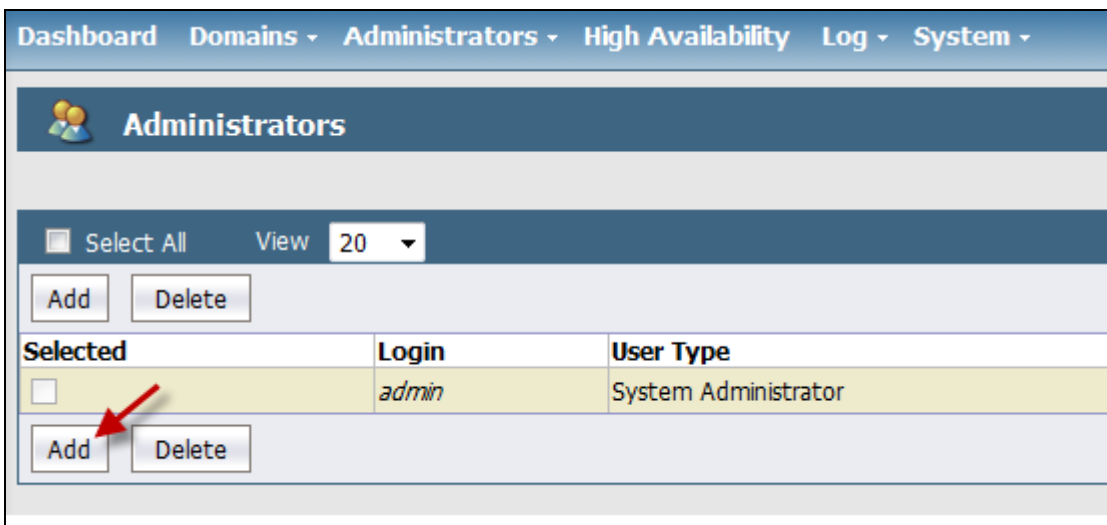 Dashboard Domains Administrators High Availability Log System
Administrators
Select All View 20
Add Delete
Selected Login User Type
admin System Administrator
Add Delete